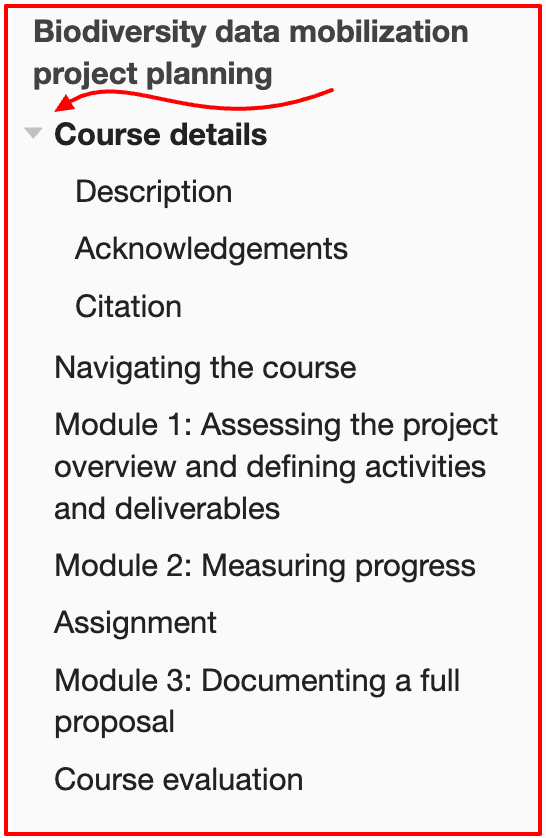 Biodiversity data mobilization
project planning
Course details
Description
Acknowledgements
Citation
Navigating the course
Module 1: Assessing the project
overview and defining activities
and deliverables
Module 2: Measuring progress
Assignment
Module 3: Documenting a full
proposal
Course evaluation